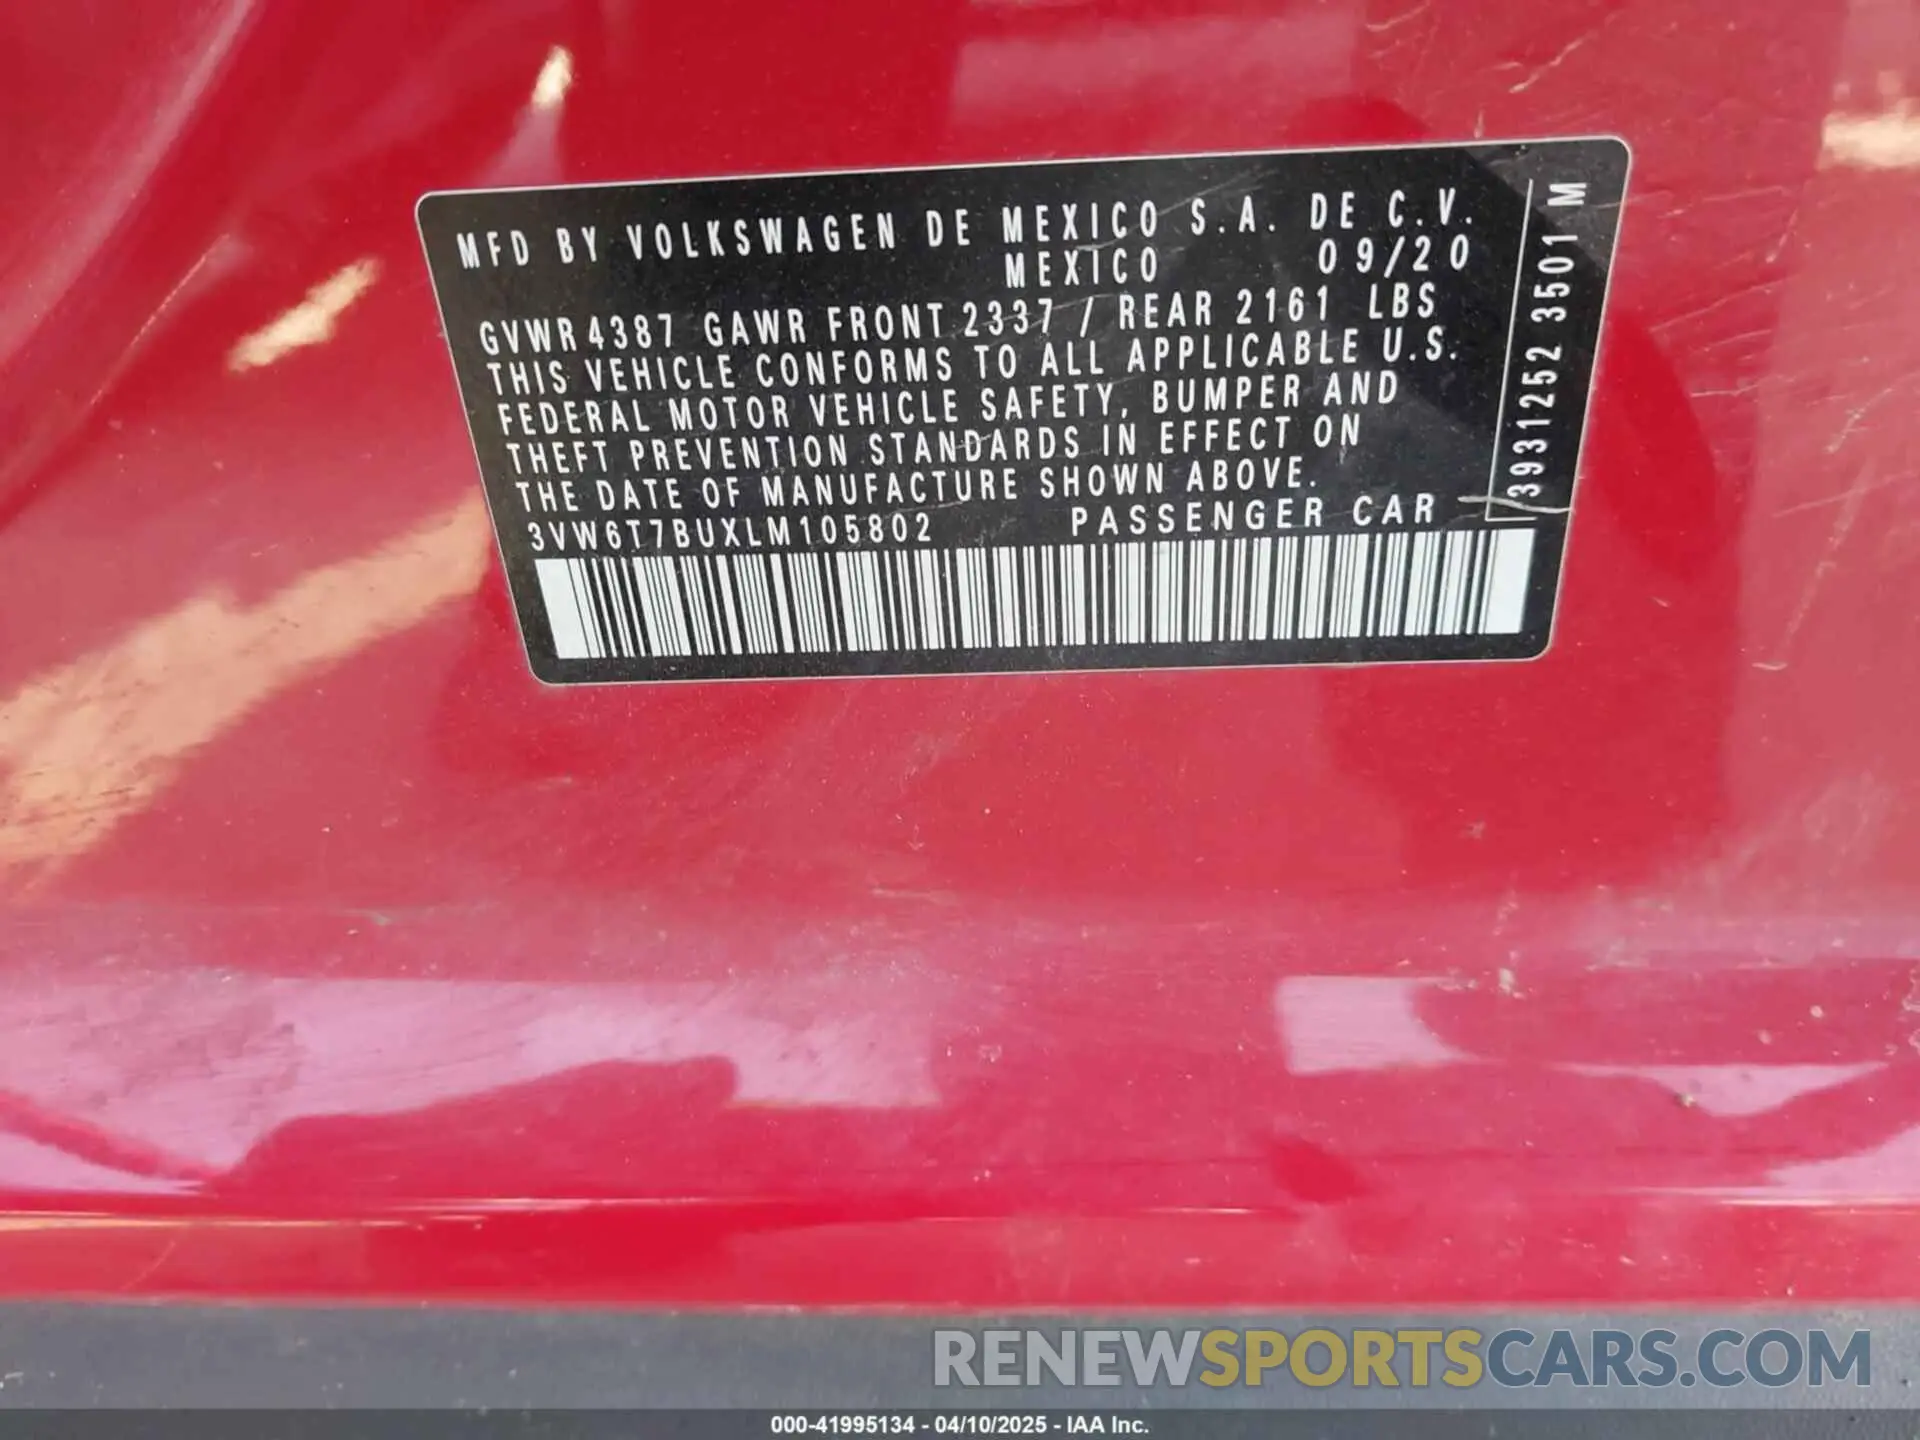 MFD BY VOLKSWAGEN DE MEXICO S.A. DE C.V.
MEXICO 09/20
GVWR 4387 GAWR FRONT 2337 / REAR 2161 LBS
THIS VEHICLE CONFORMS TO ALL APPLICABLE U.S.
FEDERAL MOTOR VEHICLE SAFETY, BUMPER AND
THEFT PREVENTION STANDARDS IN EFFECT ON
THE DATE OF MANUFACTURE SHOWN ABOVE.
3VW6T7BUXLM105802 PASSENGER CAR
3931252 3501 M
RENEWSPORTSCARS.COM
000-41995134 - 04/10/2025 - IAA Inc.